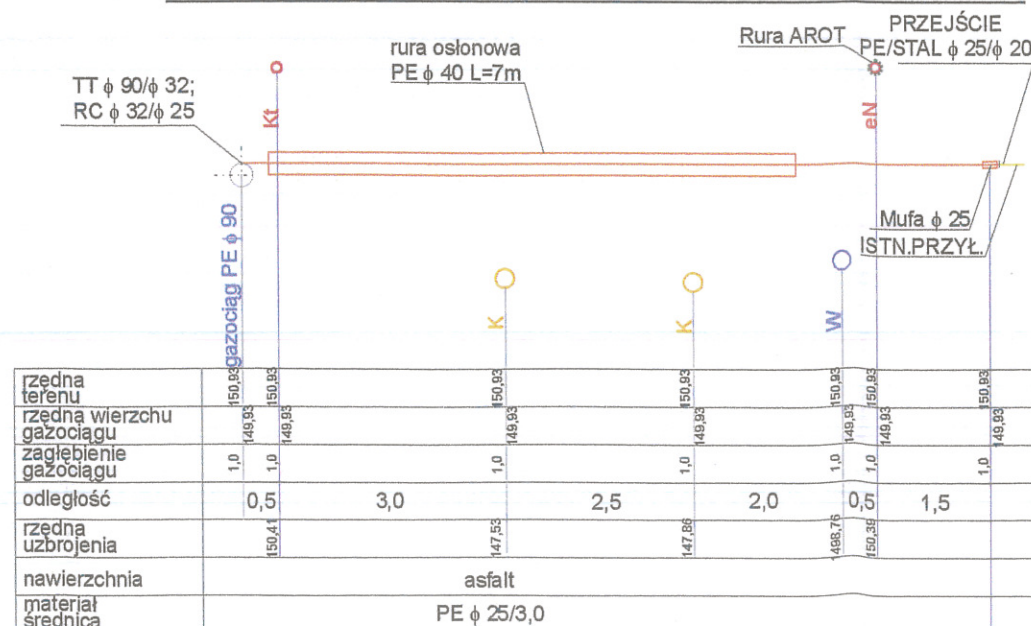 PRZEJŚCIE
Rura AROT
PE/STAL ϕ 25/ϕ 20
rura osłonowa
PE ϕ 40 L=7m
TT ϕ 90/ϕ 32;
RC ϕ 32/ϕ 25
Kt
eN
gazociąg PE ϕ 90
Mufa ϕ 25
ISTN.PRZYŁ.
K
K
W
rzędna
terenu
150,93 150,93 150,93 150,93 150,93 150,93 150,93
rzędna wierzchu
gazociągu
149,93 149,93 149,93 149,93 149,93 149,93 149,93
zagłębienie
gazociągu
1,0 1,0 1,0 1,0 1,0 1,0 1,0
odległość 0,5 3,0 2,5 2,0 0,5 1,5
rzędna
uzbrojenia
150,41 147,53 147,86 1498,76 150,39
nawierzchnia asfalt
materiał
średnica
PE ϕ 25/3,0